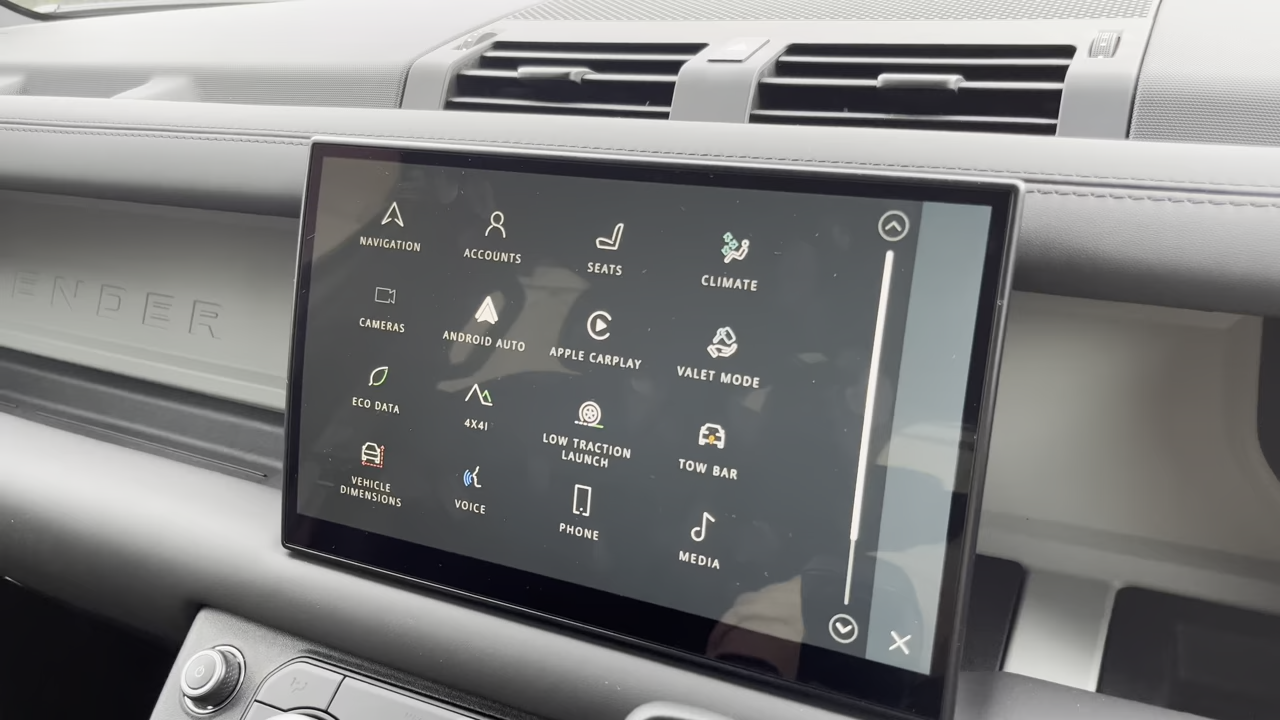 ENDER
NAVIGATION
ACCOUNTS
SEATS
CLIMATE
CAMERAS
ANDROID AUTO
APPLE CARPLAY
VALET MODE
ECO DATA
4X4I
LOW TRACTION
LAUNCH
TOW BAR
VEHICLE
DIMENSIONS
VOICE
PHONE
MEDIA